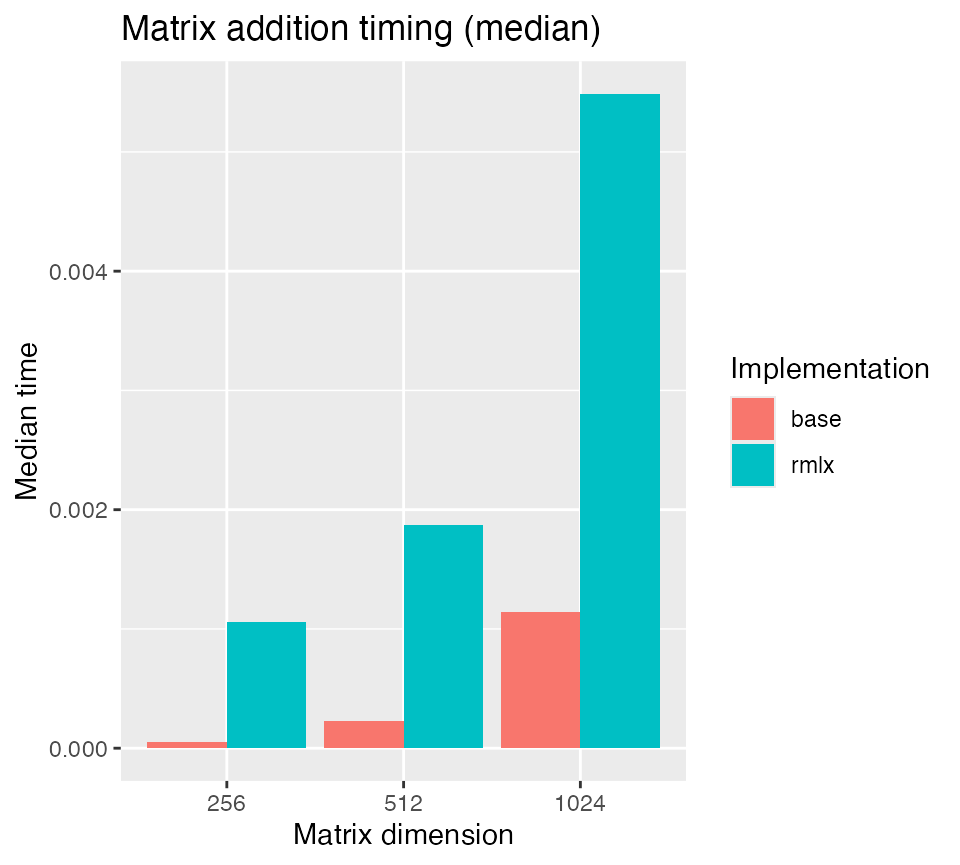 Matrix addition timing (median)
Median time
0.004
0.002
0.000
256 512 1024
Matrix dimension
Implementation
base
rmlx